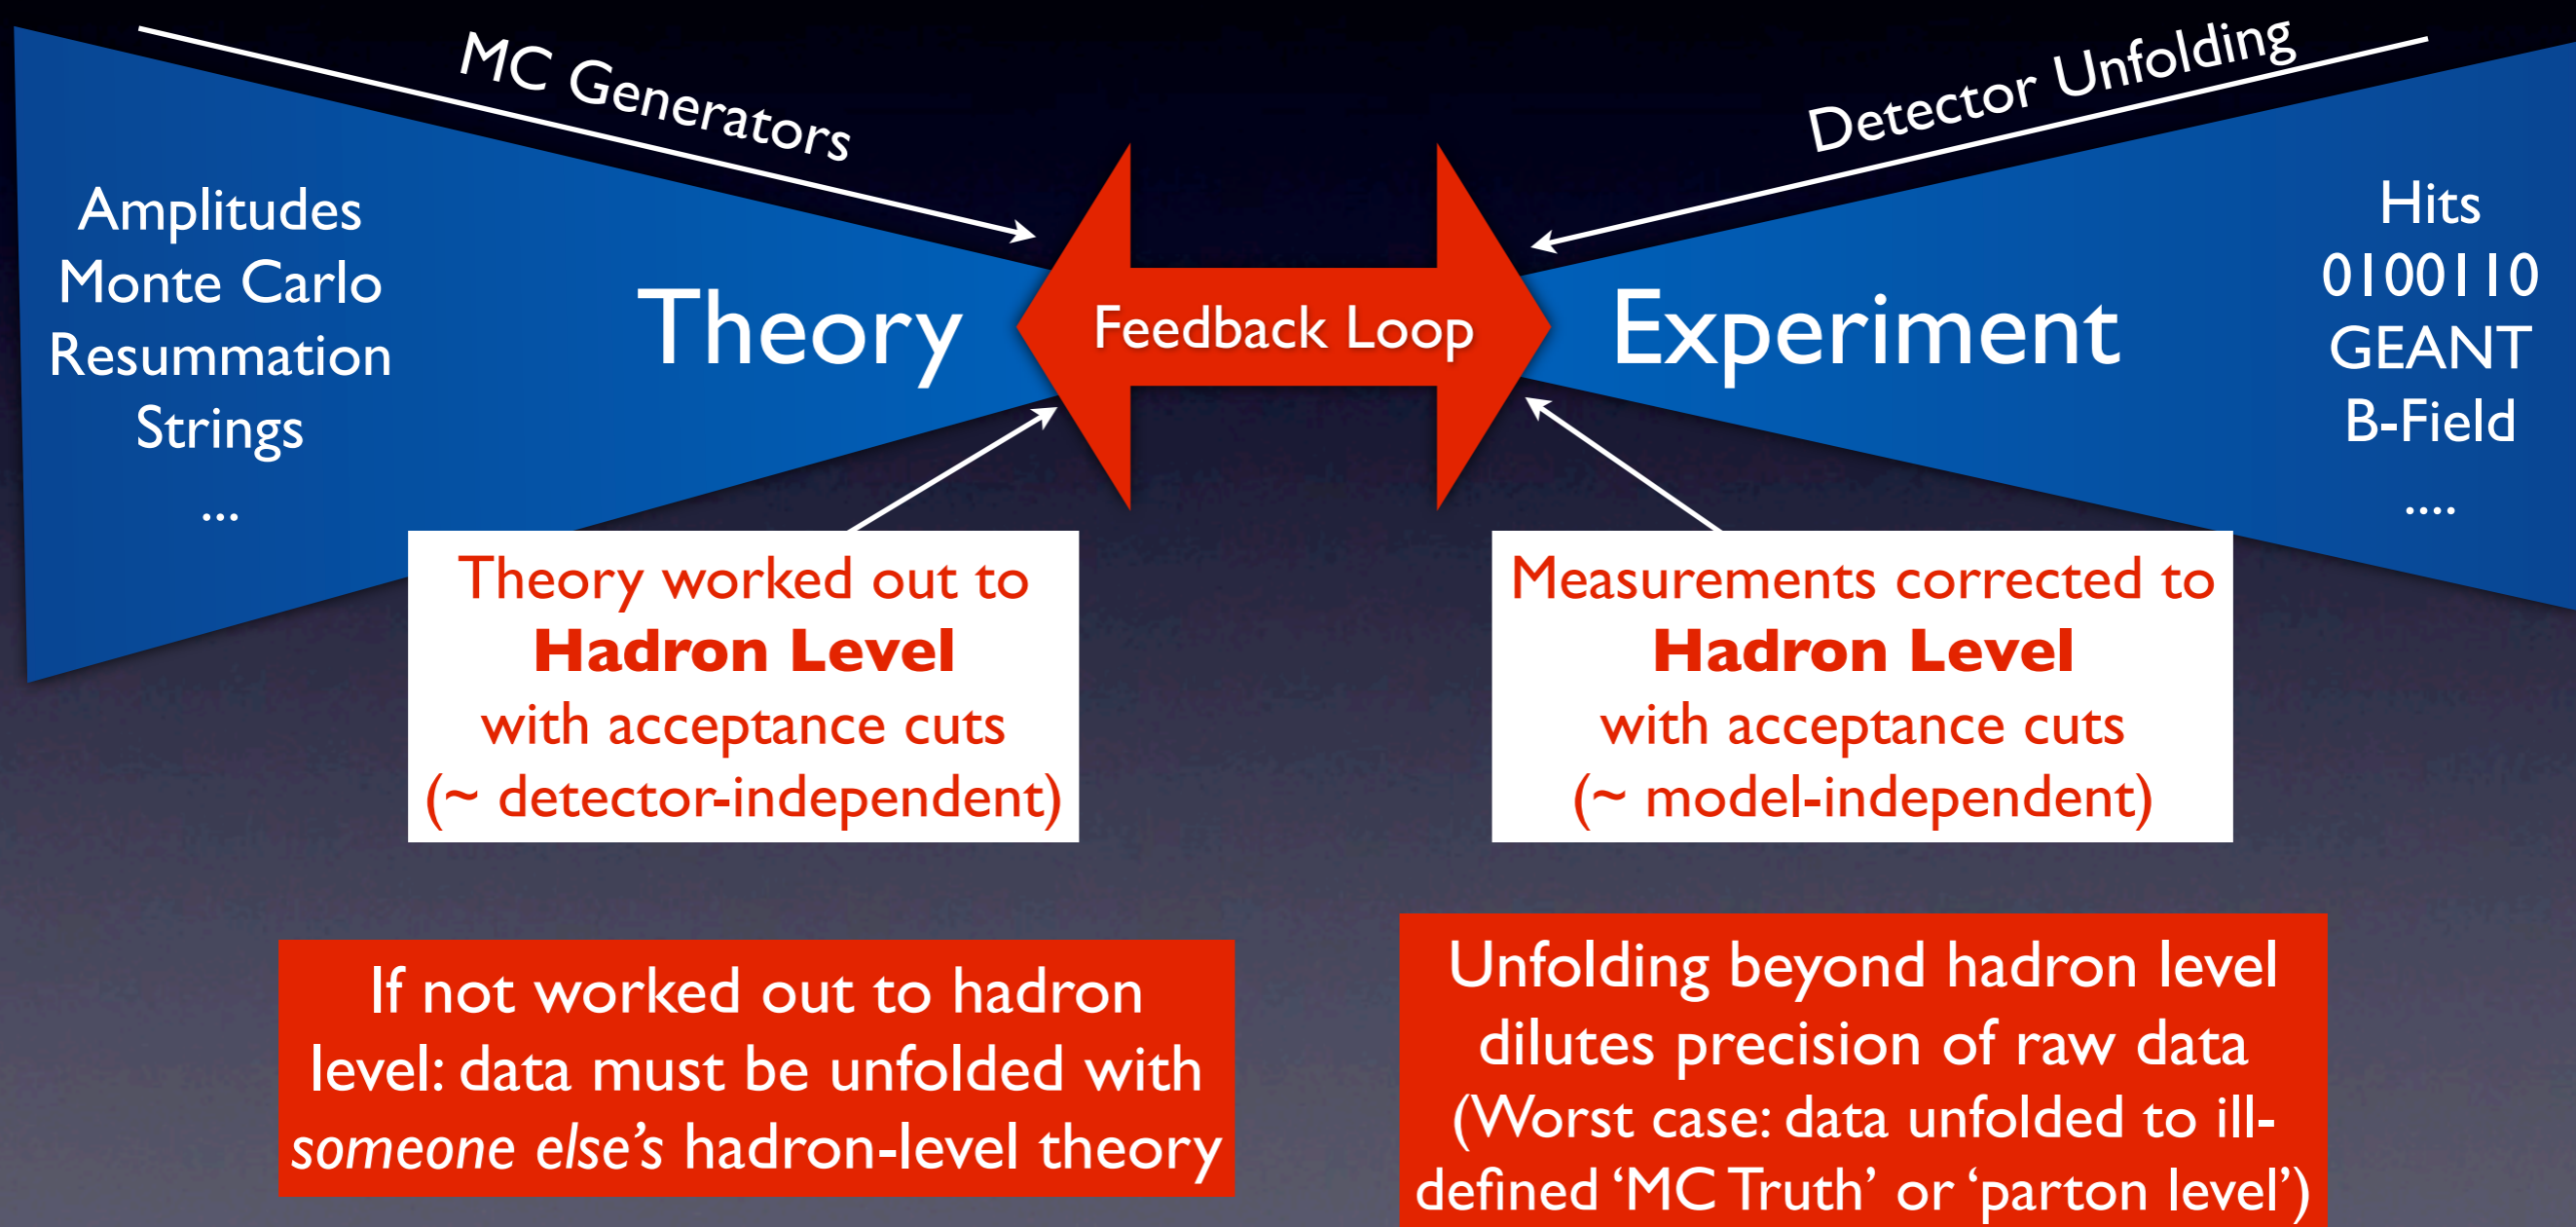 MC Generators
Detector Unfolding
Amplitudes
Monte Carlo
Resummation
Strings
...
Theory
Feedback Loop
Experiment
Hits
0100110
GEANT
B-Field
....
Theory worked out to
Hadron Level
with acceptance cuts
(~ detector-independent)
Measurements corrected to
Hadron Level
with acceptance cuts
(~ model-independent)
If not worked out to hadron
level: data must be unfolded with
someone else’s hadron-level theory
Unfolding beyond hadron level
dilutes precision of raw data
(Worst case: data unfolded to ill-
defined ‘MC Truth’ or ‘parton level’)